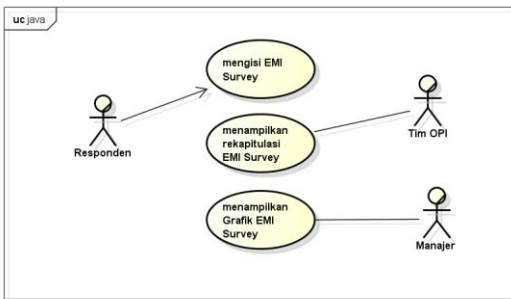 uc java
mengisi EMI
Survey
Responden
menampilkan
rekapitulasi
EMI Survey
Tim OPI
menampilkan
Grafik EMI
Survey
Manajer